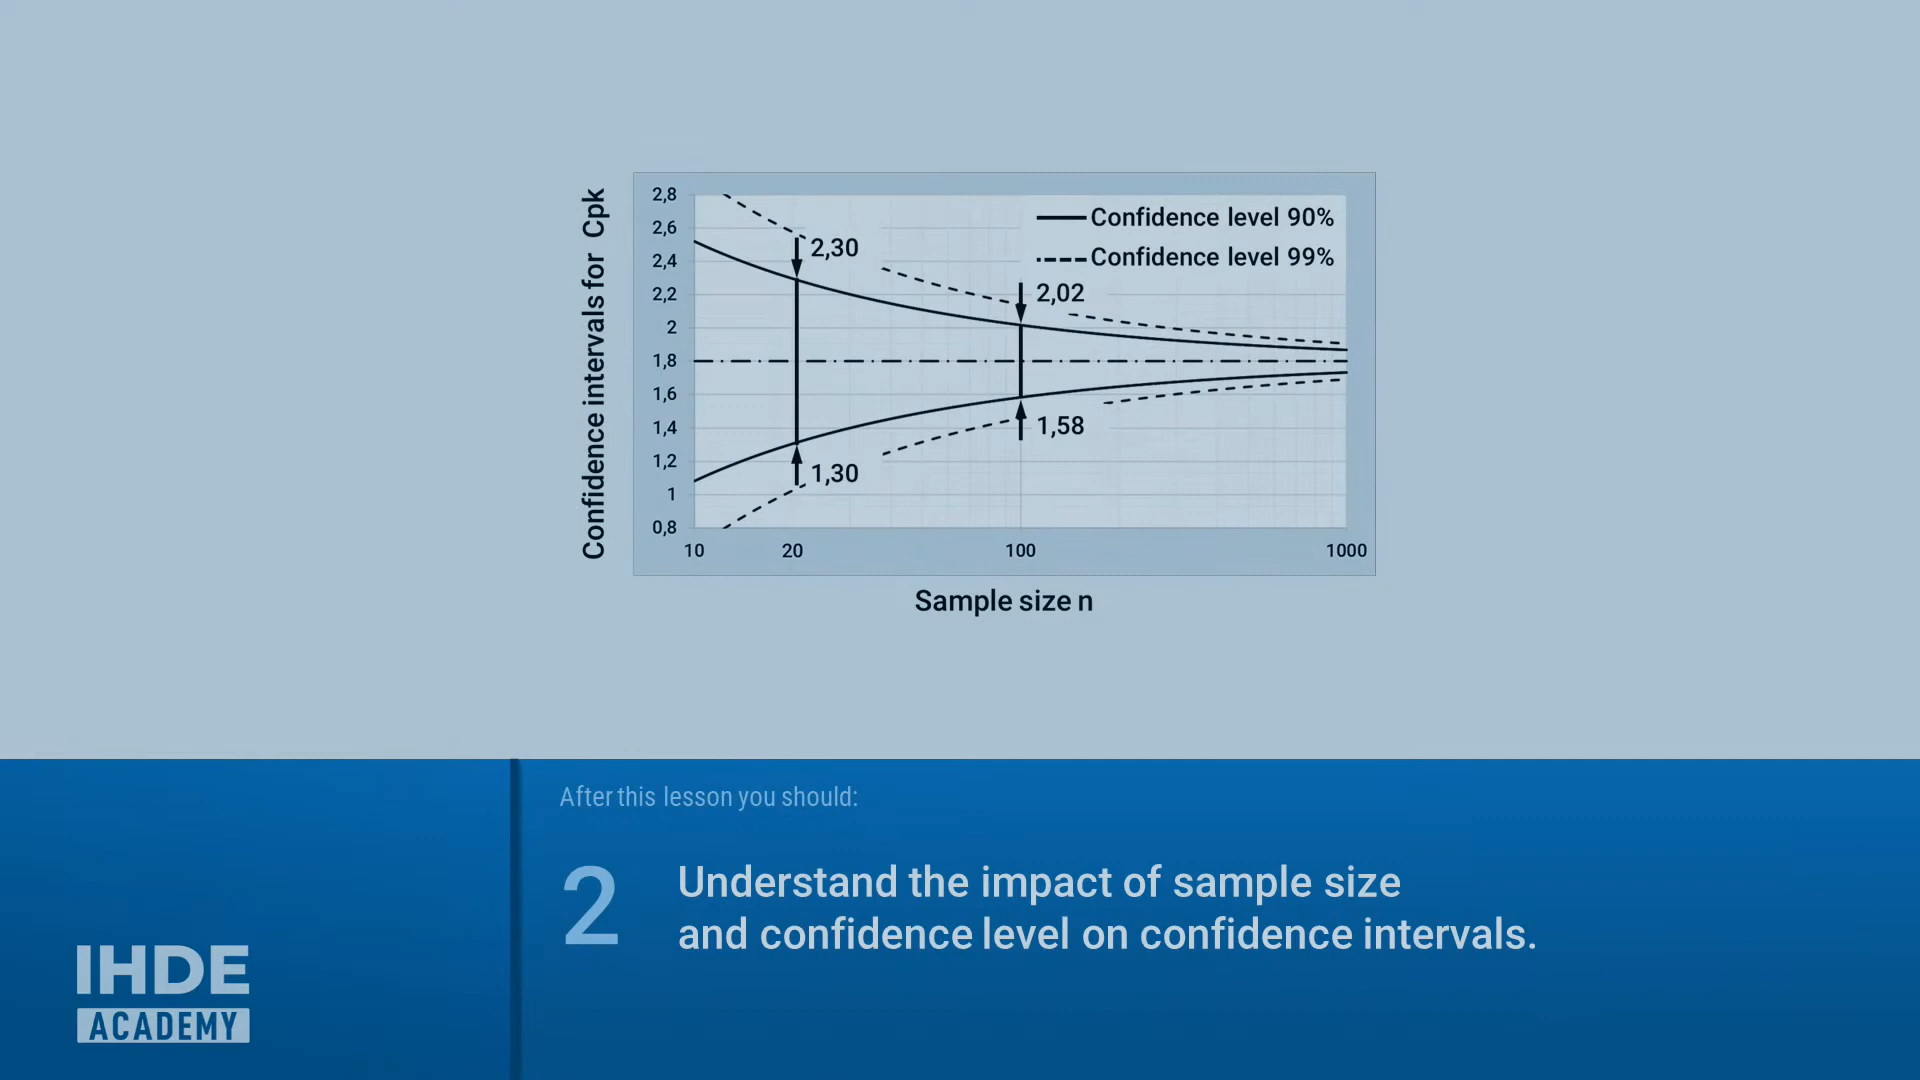 Confidence intervals for Cpk
2,8
2,6
2,4
2,2
2
1,8
1,6
1,4
1,2
1
0,8
Confidence level 90%
Confidence level 99%
2,30
2,02
1,58
1,30
10 20 100 1000
Sample size n
After this lesson you should:
2
Understand the impact of sample size
and confidence level on confidence intervals.
IHDE
ACADEMY